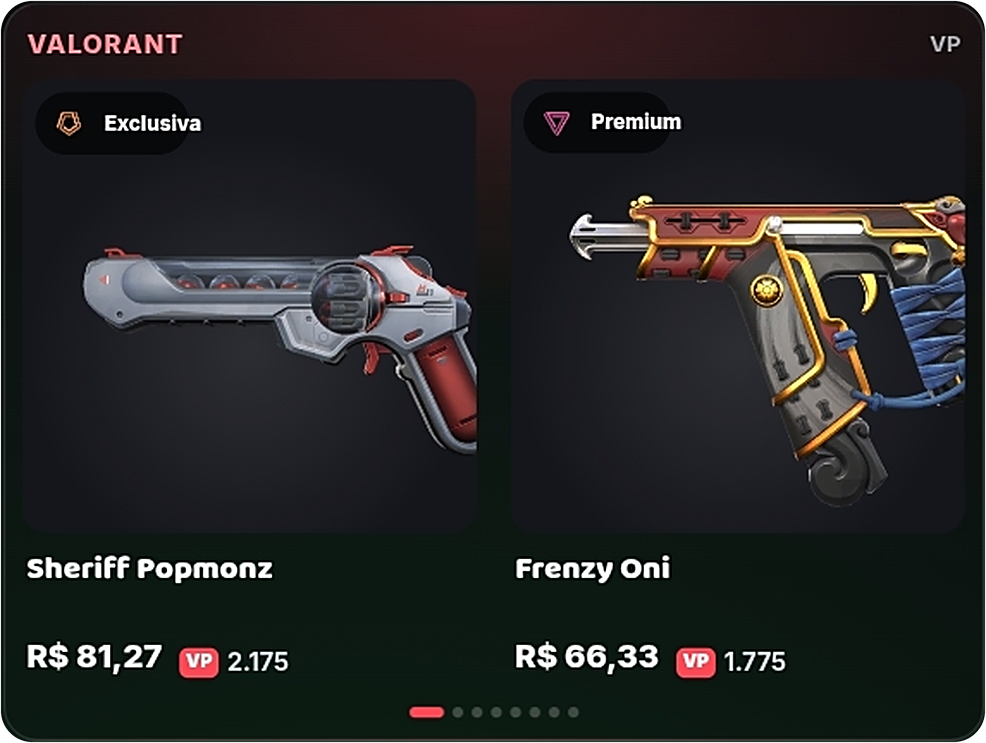 VALORANT
VP
Exclusiva
Premium
Sheriff Popmonz
Frenzy Oni
R$ 81,27 VP 2.175
R$ 66,33 VP 1.775